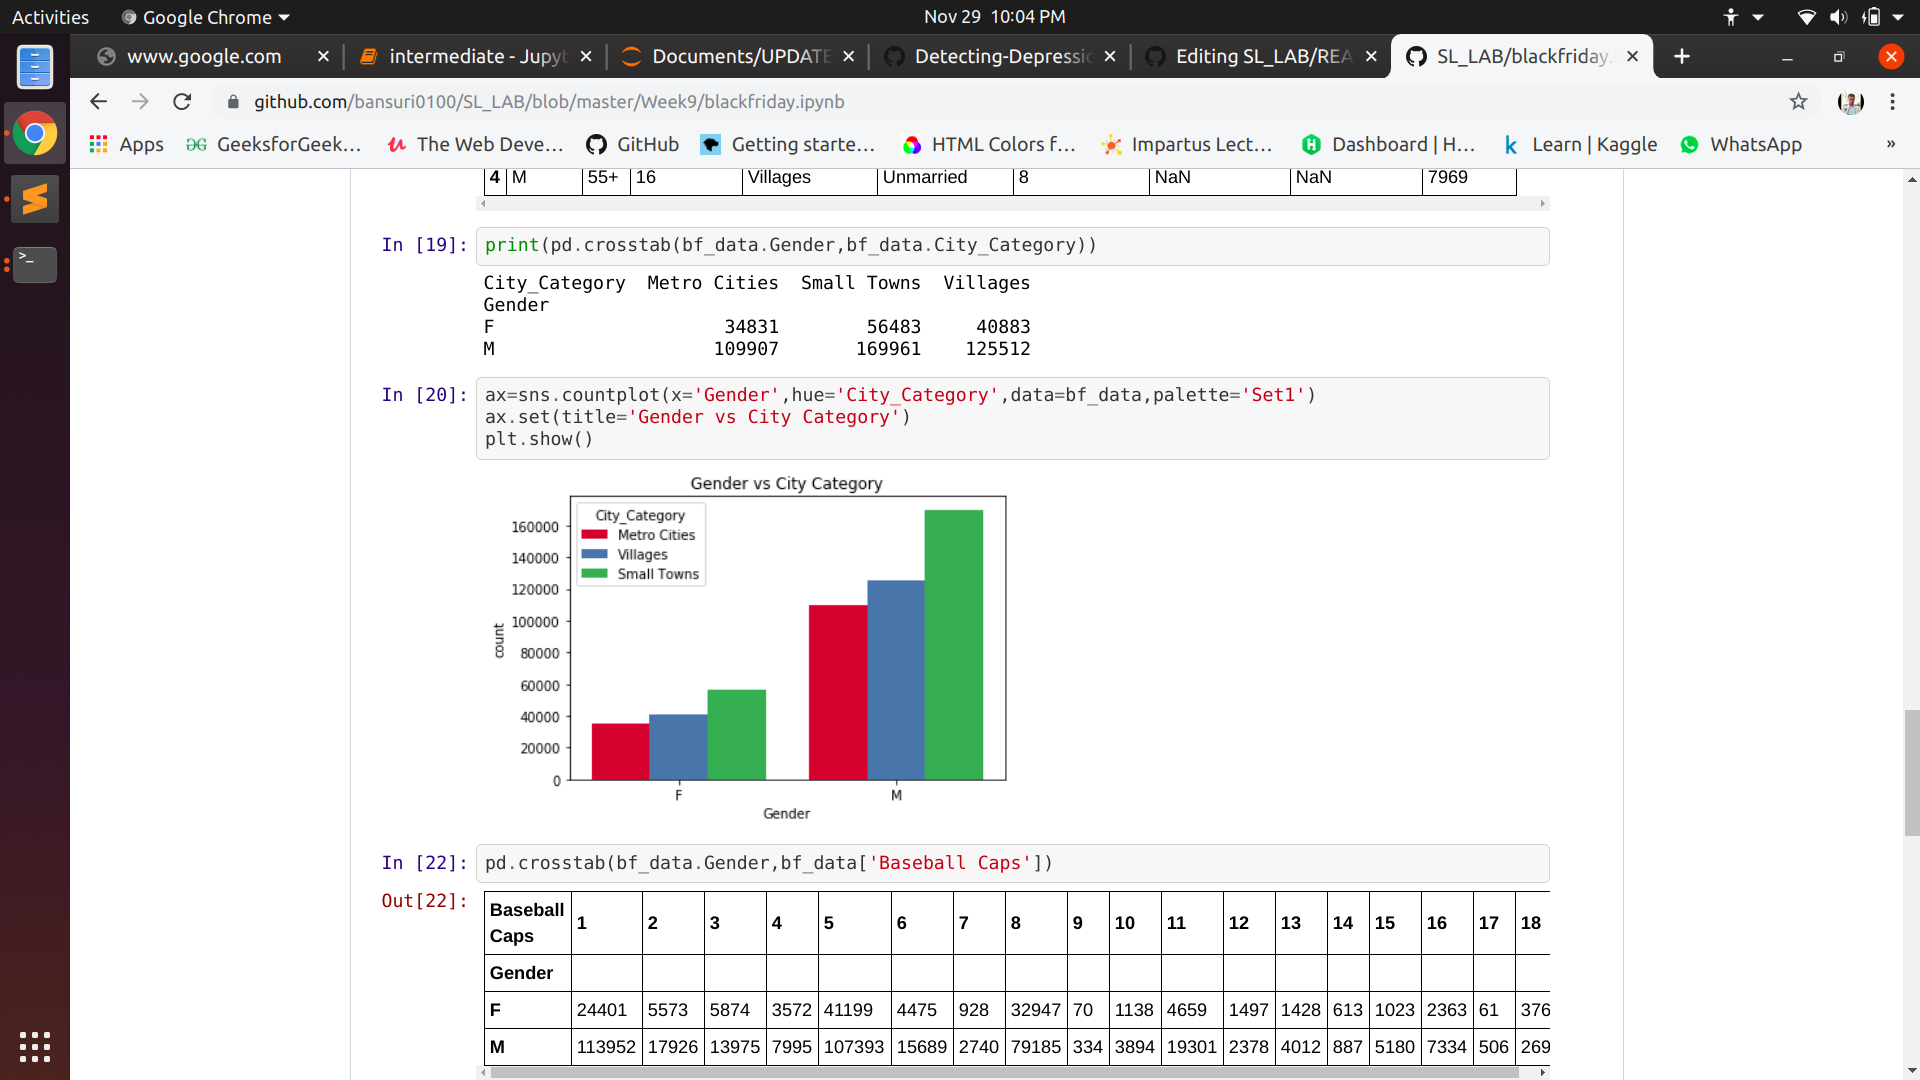 Activities Google Chrome Nov 29 10:04 PM
www.google.com intermediate - Jupyt Documents/UPDATE Detecting-Depressio Editing SL_LAB/REA SL_LAB/blackfriday.
github.com/bansuri0100/SL_LAB/blob/master/Week9/blackfriday.ipynb
Apps GeeksforGeek... The Web Deve... GitHub Getting starte... HTML Colors f... Impartus Lect... Dashboard | H... Learn | Kaggle WhatsApp »
4 M 55+ 16 Villages Unmarried 8 NaN NaN 7969
In [19]: print(pd.crosstab(bf_data.Gender,bf_data.City_Category))
City_Category Metro Cities Small Towns Villages
Gender
F 34831 56483 40883
M 109907 169961 125512
In [20]: ax=sns.countplot(x='Gender',hue='City_Category',data=bf_data,palette='Set1')
ax.set(title='Gender vs City Category')
plt.show()
Gender vs City Category
City_Category
Metro Cities
Villages
Small Towns
160000
140000
120000
100000
80000
60000
40000
20000
0
count
F M
Gender
In [22]: pd.crosstab(bf_data.Gender,bf_data['Baseball Caps'])
Out[22]:
Baseball Caps 1 2 3 4 5 6 7 8 9 10 11 12 13 14 15 16 17 18
Gender
F 24401 5573 5874 3572 41199 4475 928 32947 70 1138 4659 1497 1428 613 1023 2363 61 376
M 113952 17926 13975 7995 107393 15689 2740 79185 334 3894 19301 2378 4012 887 5180 7334 506 269